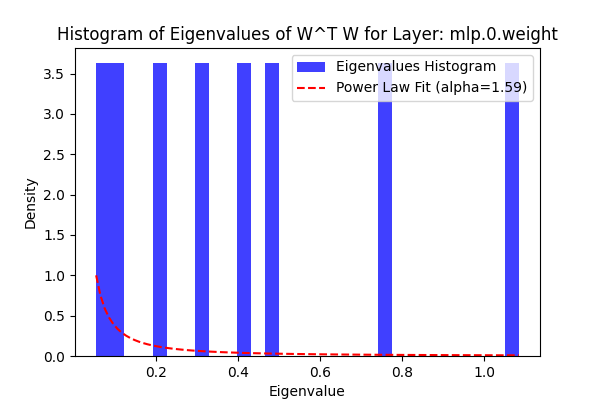 Histogram of Eigenvalues of W^T W for Layer: mlp.0.weight
Eigenvalues Histogram
Power Law Fit (alpha=1.59)
Density
3.5
3.0
2.5
2.0
1.5
1.0
0.5
0.0
0.2
0.4
0.6
0.8
1.0
Eigenvalue